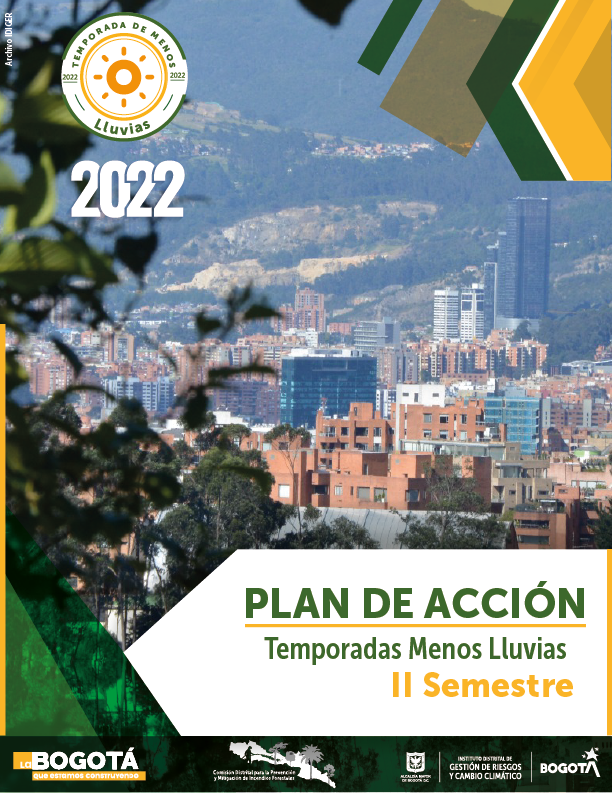 Archivo IDIGER
TEMPORADA DE MENOS
2022
2022
Lluvias
2022
PLAN DE ACCIÓN
Temporadas Menos Lluvias
II Semestre
La
BOGOTÁ
que estamos construyendo
Comisión Distrital para la Prevención
y Mitigación de Incendios Forestales
ALCALDÍA MAYOR
DE BOGOTÁ D.C.
INSTITUTO DISTRITAL DE
GESTIÓN DE RIESGOS
Y CAMBIO CLIMÁTICO
BOGOTÁ